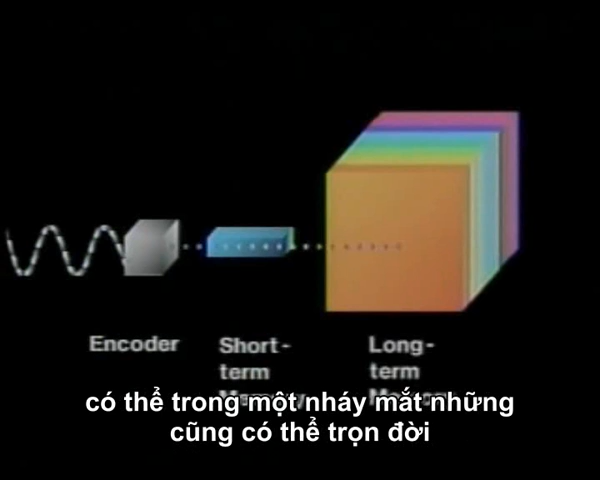 Encoder
Short-
term
Long-
term
có thể trong một nháy mắt những
cũng có thể trọn đời